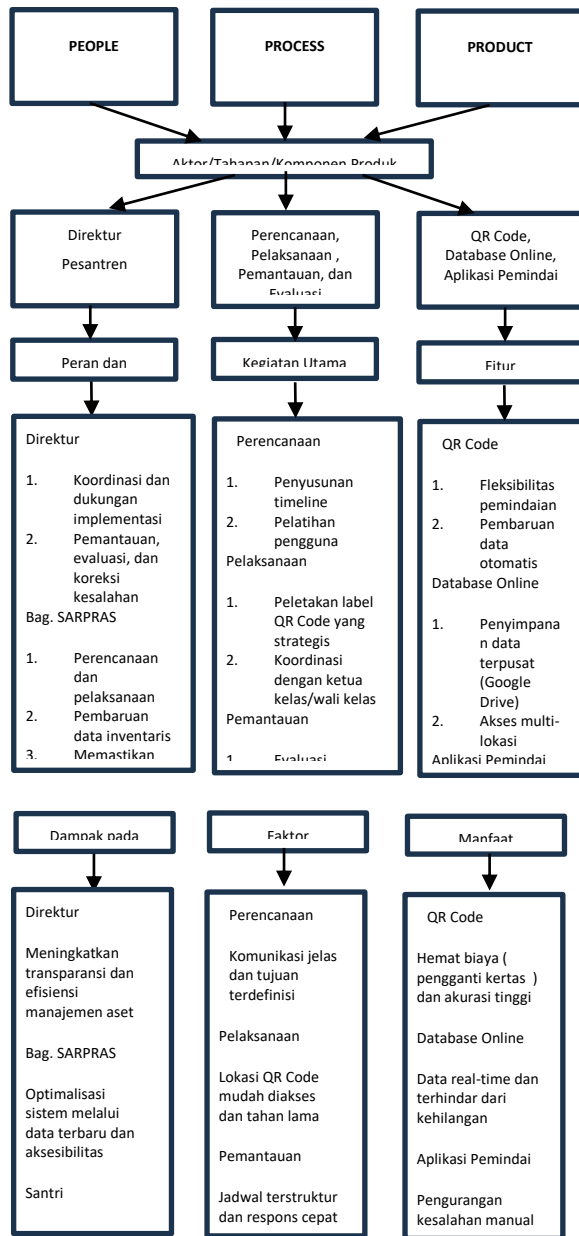 PEOPLE
PROCESS
PRODUCT
Aktor/Tahapan/Komponen Produk
Direktur
Pesantren
Perencanaan,
Pelaksanaan ,
Pemantauan, dan
Evaluasi
QR Code,
Database Online,
Aplikasi Pemindai
Peran dan
Kegiatan Utama
Fitur
Direktur
1. Koordinasi dan
dukungan
implementasi
2. Pemantauan,
evaluasi, dan
koreksi
kesalahan
Bag. SARPRAS
1. Perencanaan
dan
pelaksanaan
2. Pembaruan
data inventaris
3. Memastikan
Perencanaan
1. Penyusunan
timeline
2. Pelatihan
pengguna
Pelaksanaan
1. Peletakan label
QR Code yang
strategis
2. Koordinasi
dengan ketua
kelas/wali kelas
Pemantauan
1. Evaluasi
QR Code
1. Fleksibilitas
pemindaian
2. Pembaruan
data
otomatis
Database Online
1. Penyimpana
n data
terpusat
(Google
Drive)
2. Akses multi-
lokasi
Aplikasi Pemindai
Dampak pada
Faktor
Manfaat
Direktur
Meningkatkan
transparansi dan
efisiensi
manajemen aset
Bag. SARPRAS
Optimalisasi
sistem melalui
data terbaru dan
aksesibilitas
Santri
Perencanaan
Komunikasi jelas
dan tujuan
terdefinisi
Pelaksanaan
Lokasi QR Code
mudah diakses
dan tahan lama
Pemantauan
Jadwal terstruktur
dan respons cepat
QR Code
Hemat biaya (
pengganti kertas )
dan akurasi tinggi
Database Online
Data real-time dan
terhindar dari
kehilangan
Aplikasi Pemindai
Pengurangan
kesalahan manual